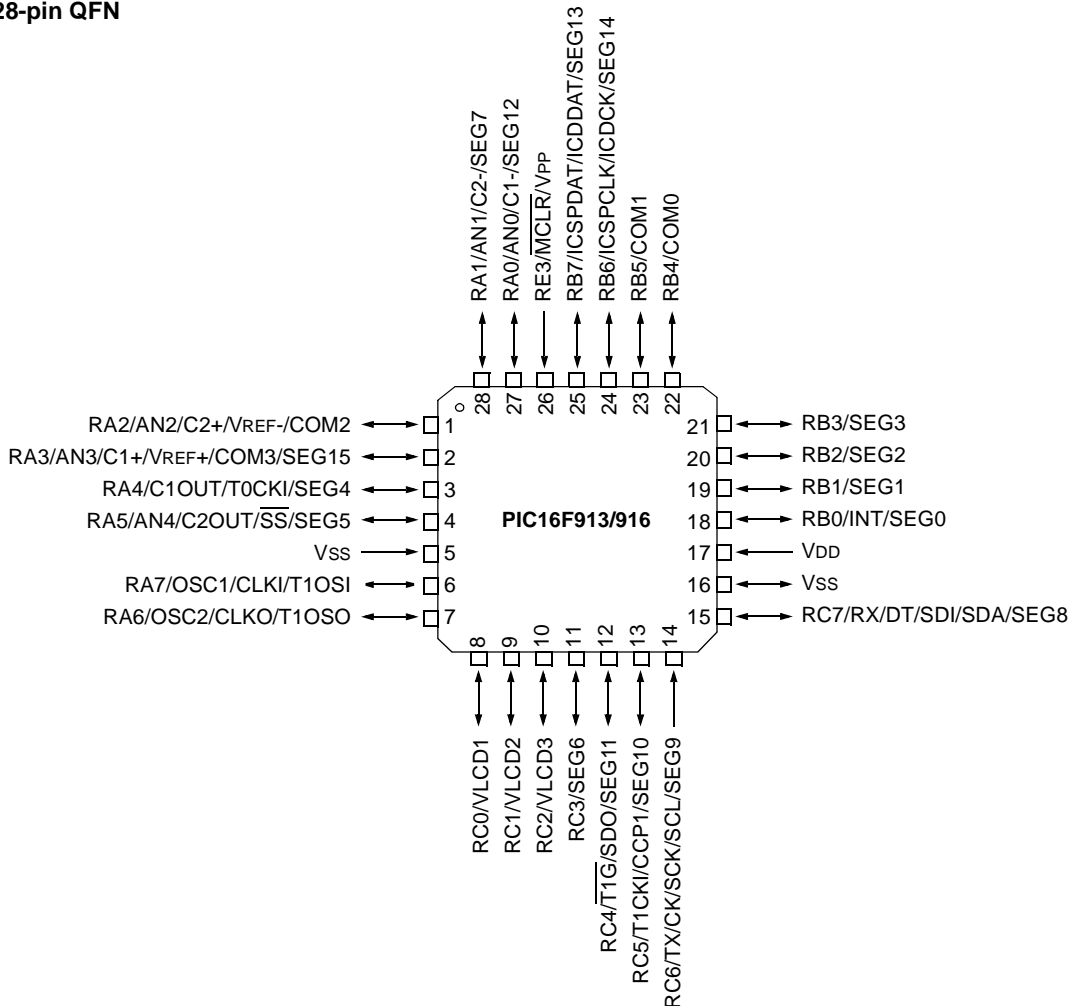 28-pin QFN
RA1/AN1/C2-/SEG7
RA0/AN0/C1-/SEG12
RE3/MCLR/VPP
RB7/ICSPDAT/ICDDAT/SEG13
RB6/ICSPCLK/ICDCK/SEG14
RB5/COM1
RB4/COM0
28
27
26
25
24
23
22
RA2/AN2/C2+/VREF-/COM2
1
RA3/AN3/C1+/VREF+/COM3/SEG15
2
RA4/C1OUT/T0CKI/SEG4
3
RA5/AN4/C2OUT/SS/SEG5
4
VSS
5
RA7/OSC1/CLKI/T1OSI
6
RA6/OSC2/CLKO/T1OSO
7
PIC16F913/916
21
RB3/SEG3
20
RB2/SEG2
19
RB1/SEG1
18
RB0/INT/SEG0
17
VDD
16
VSS
15
RC7/RX/DT/SDI/SDA/SEG8
8
9
10
11
12
13
14
RC0/VLCD1
RC1/VLCD2
RC2/VLCD3
RC3/SEG6
RC4/T1G/SDO/SEG11
RC5/T1CKI/CCP1/SEG10
RC6/TX/CK/SCK/SCL/SEG9